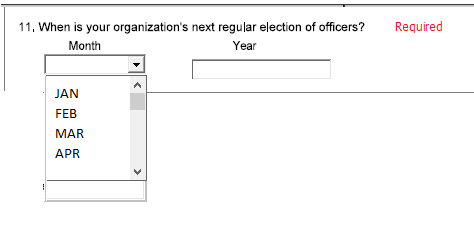 11, When is your organization's next regular election of officers? Required
Month Year
JAN
FEB
MAR
APR